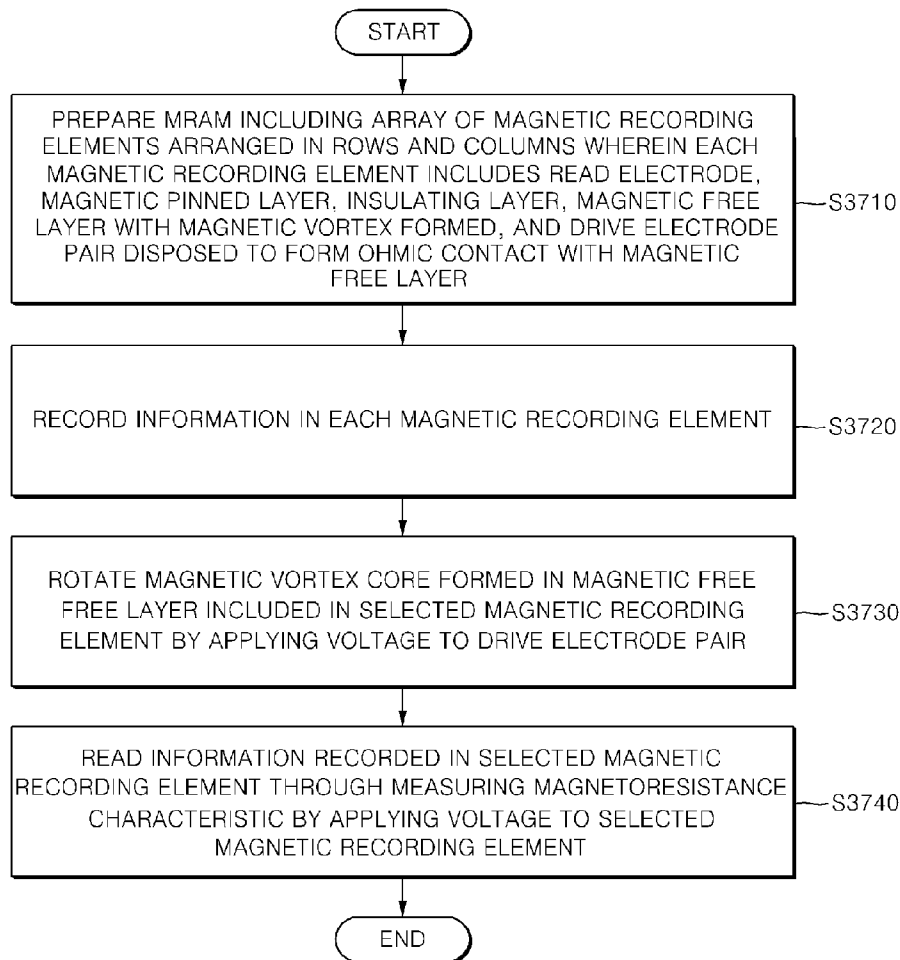 START
PREPARE MRAM INCLUDING ARRAY OF MAGNETIC RECORDING
ELEMENTS ARRANGED IN ROWS AND COLUMNS WHEREIN EACH
MAGNETIC RECORDING ELEMENT INCLUDES READ ELECTRODE,
MAGNETIC PINNED LAYER, INSULATING LAYER, MAGNETIC FREE
LAYER WITH MAGNETIC VORTEX FORMED, AND DRIVE ELECTRODE
PAIR DISPOSED TO FORM OHMIC CONTACT WITH MAGNETIC
FREE LAYER
S3710
RECORD INFORMATION IN EACH MAGNETIC RECORDING ELEMENT
S3720
ROTATE MAGNETIC VORTEX CORE FORMED IN MAGNETIC FREE
FREE LAYER INCLUDED IN SELECTED MAGNETIC RECORDING
ELEMENT BY APPLYING VOLTAGE TO DRIVE ELECTRODE PAIR
S3730
READ INFORMATION RECORDED IN SELECTED MAGNETIC
RECORDING ELEMENT THROUGH MEASURING MAGNETORESISTANCE
CHARACTERISTIC BY APPLYING VOLTAGE TO SELECTED
MAGNETIC RECORDING ELEMENT
S3740
END